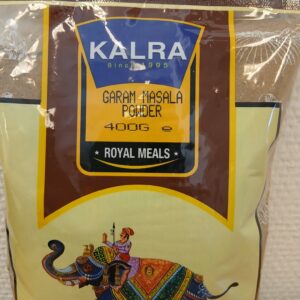 KALRA
Since 1995
GARAM MASALA
POWDER
400G e
★ ROYAL MEALS ★